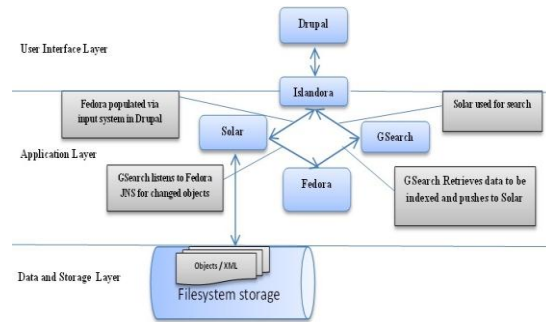 Drupal
User Interface Layer
Islandora
Fedora populated via
input system in Drupal
Solar used for search
Solar
GSearch
Application Layer
GSearch listens to Fedora
JNS for changed objects
Fedora
GSearch Retrieves data to be
indexed and pushes to Solar
Objects / XML
Data and Storage Layer
Filesystem storage